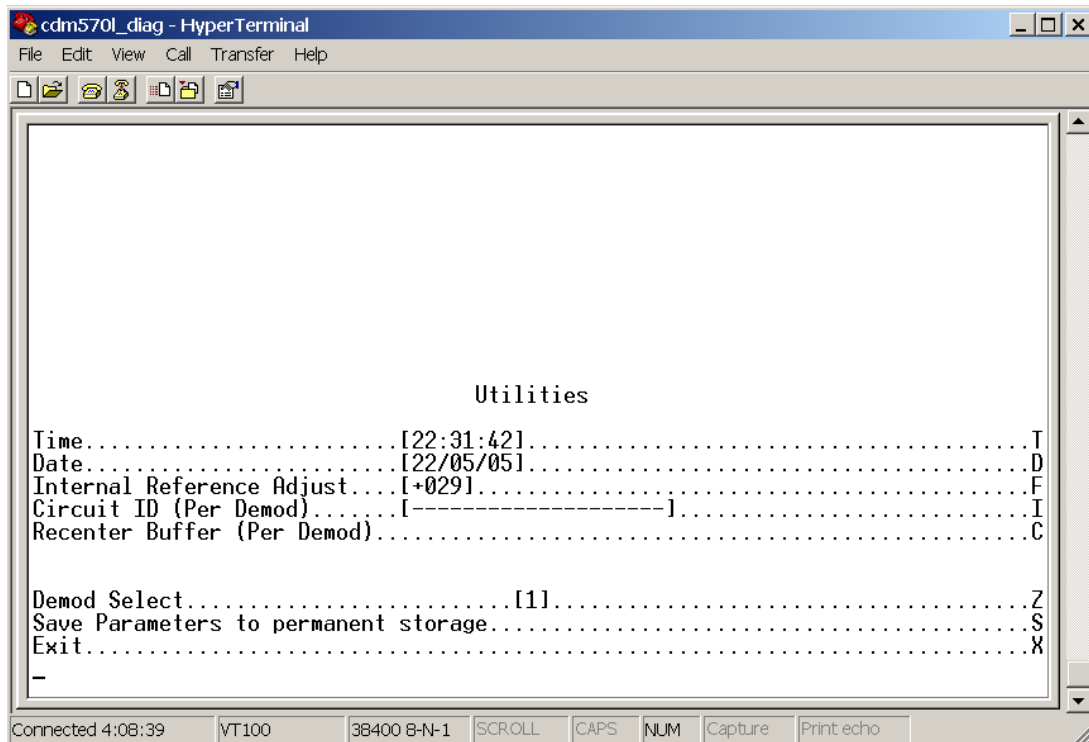 cdm570l_diag - HyperTerminal
File Edit View Call Transfer Help
Utilities
Time.........................[22:31:42]........................................T
Date.........................[22/05/05]........................................D
Internal Reference Adjust....[+029]............................................F
Circuit ID (Per Demod).......[--------------------]............................I
Recenter Buffer (Per Demod)....................................................C
Demod Select..........................[1]......................................Z
Save Parameters to permanent storage...........................................S
Exit...........................................................................X
_
Connected 4:08:39 VT100 38400 8-N-1 SCROLL CAPS NUM Capture Print echo